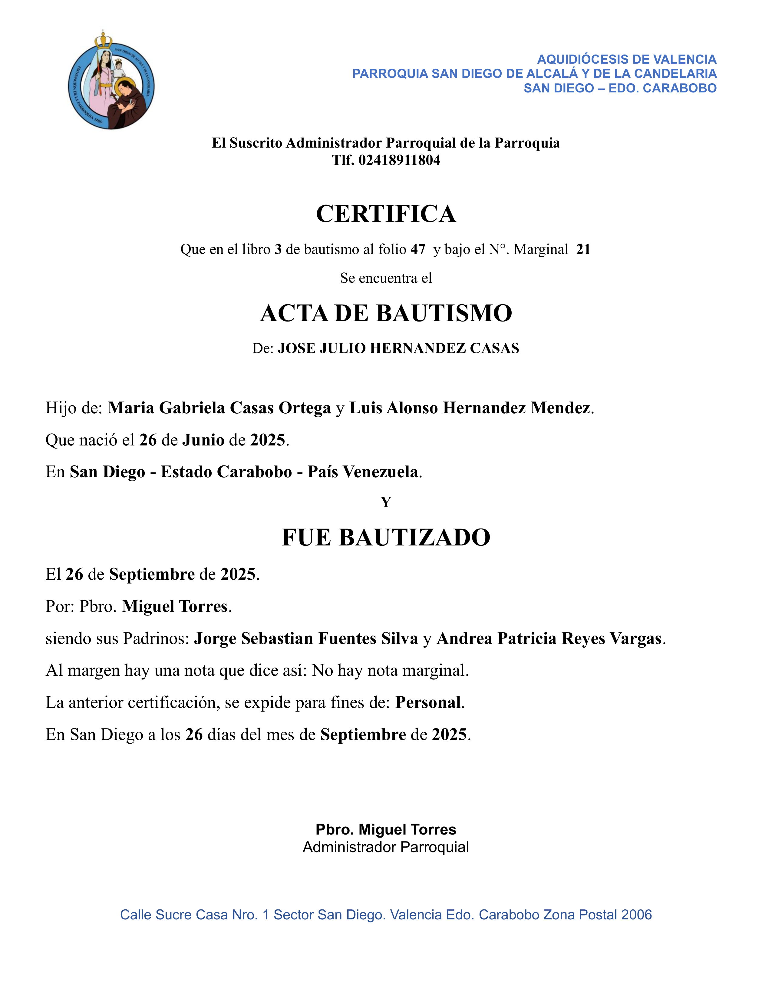 SAN DIEGO DE ALCALÁ Y DE LA CANDELARIA
FUNDACIÓN DE LA PARROQUIA 1785
AQUIDIÓCESIS DE VALENCIA
PARROQUIA SAN DIEGO DE ALCALÁ Y DE LA CANDELARIA
SAN DIEGO – EDO. CARABOBO
El Suscrito Administrador Parroquial de la Parroquia
Tlf. 02418911804
CERTIFICA
Que en el libro 3 de bautismo al folio 47 y bajo el N°. Marginal 21
Se encuentra el
ACTA DE BAUTISMO
De: JOSE JULIO HERNANDEZ CASAS
Hijo de: Maria Gabriela Casas Ortega y Luis Alonso Hernandez Mendez.
Que nació el 26 de Junio de 2025.
En San Diego - Estado Carabobo - País Venezuela.
Y
FUE BAUTIZADO
El 26 de Septiembre de 2025.
Por: Pbro. Miguel Torres.
siendo sus Padrinos: Jorge Sebastian Fuentes Silva y Andrea Patricia Reyes Vargas.
Al margen hay una nota que dice así: No hay nota marginal.
La anterior certificación, se expide para fines de: Personal.
En San Diego a los 26 días del mes de Septiembre de 2025.
Pbro. Miguel Torres
Administrador Parroquial
Calle Sucre Casa Nro. 1 Sector San Diego. Valencia Edo. Carabobo Zona Postal 2006